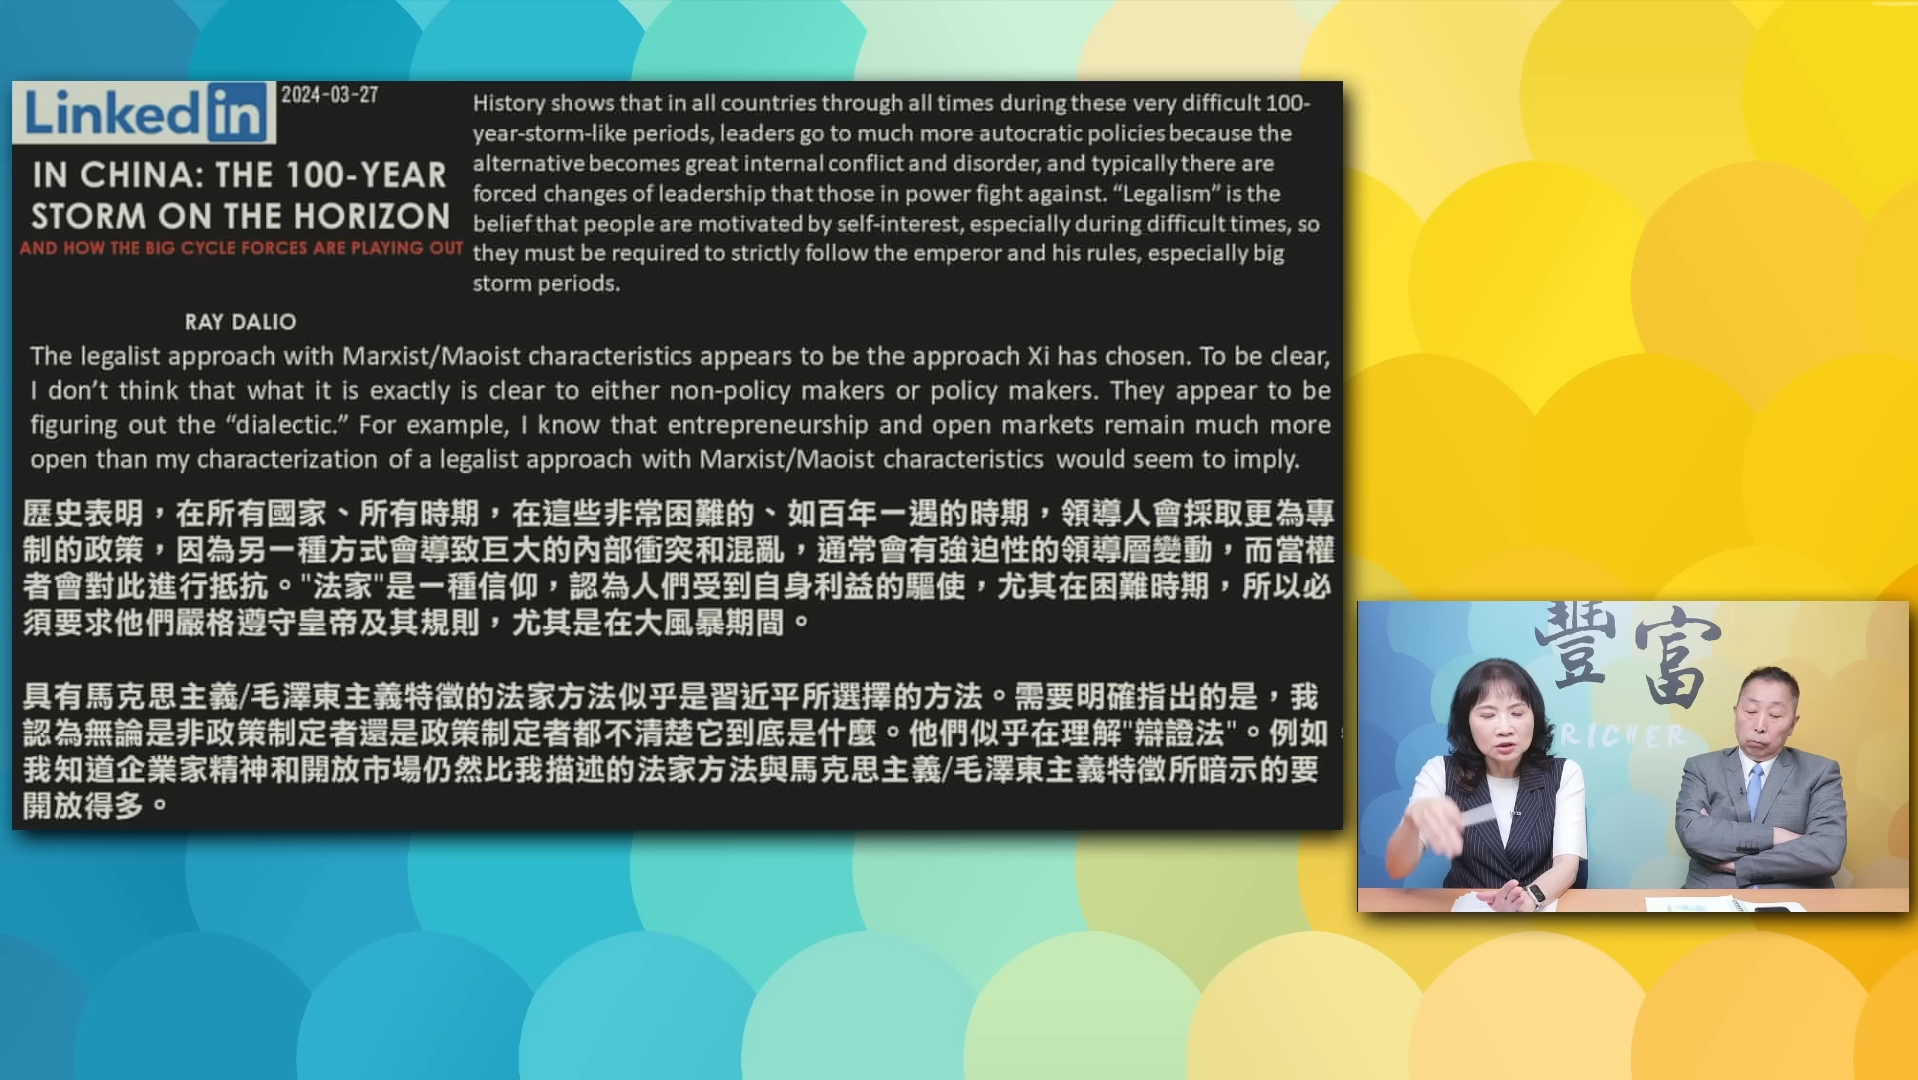 LinkedIn
2024-03-27
IN CHINA: THE 100-YEAR
STORM ON THE HORIZON
AND HOW THE BIG CYCLE FORCES ARE PLAYING OUT
RAY DALIO
History shows that in all countries through all times during these very difficult 100-
year-storm-like periods, leaders go to much more autocratic policies because the
alternative becomes great internal conflict and disorder, and typically there are
forced changes of leadership that those in power fight against. “Legalism” is the
belief that people are motivated by self-interest, especially during difficult times, so
they must be required to strictly follow the emperor and his rules, especially big
storm periods.
The legalist approach with Marxist/Maoist characteristics appears to be the approach Xi has chosen. To be clear,
I don’t think that what it is exactly is clear to either non-policy makers or policy makers. They appear to be
figuring out the “dialectic.” For example, I know that entrepreneurship and open markets remain much more
open than my characterization of a legalist approach with Marxist/Maoist characteristics would seem to imply.
歷史表明，在所有國家、所有時期，在這些非常困難的、如百年一遇的時期，領導人會採取更為專
制的政策，因為另一種方式會導致巨大的內部衝突和混亂，通常會有強迫性的領導層變動，而當權
者會對此進行抵抗。"法家"是一種信仰，認為人們受到自身利益的驅使，尤其在困難時期，所以必
須要求他們嚴格遵守皇帝及其規則，尤其是在大風暴期間。
具有馬克思主義/毛澤東主義特徵的法家方法似乎是習近平所選擇的方法。需要明確指出的是，我
認為無論是非政策制定者還是政策制定者都不清楚它到底是什麼。他們似乎在理解"辯證法"。例如，
我知道企業家精神和開放市場仍然比我描述的法家方法與馬克思主義/毛澤東主義特徵所暗示的要
開放得多。
豐富
RICHER